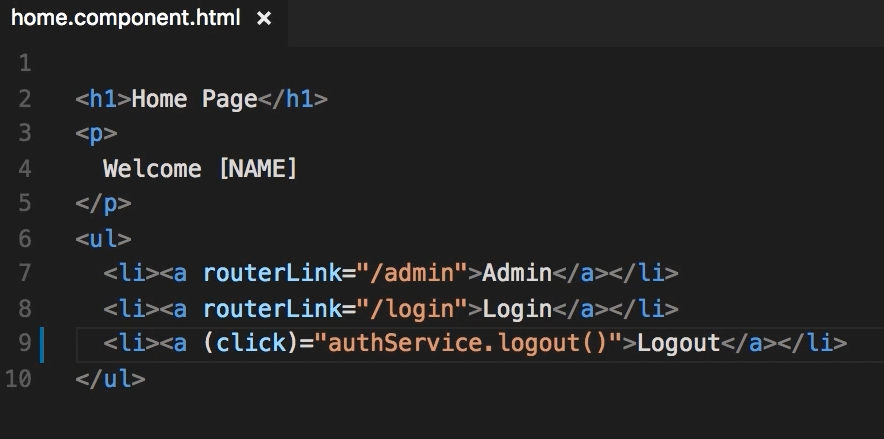 home.component.html ×
1
2 <h1>Home Page</h1>
3 <p>
4   Welcome [NAME]
5 </p>
6 <ul>
7   <li><a routerLink="/admin">Admin</a></li>
8   <li><a routerLink="/login">Login</a></li>
9   <li><a (click)="authService.logout()">Logout</a></li>
10 </ul>